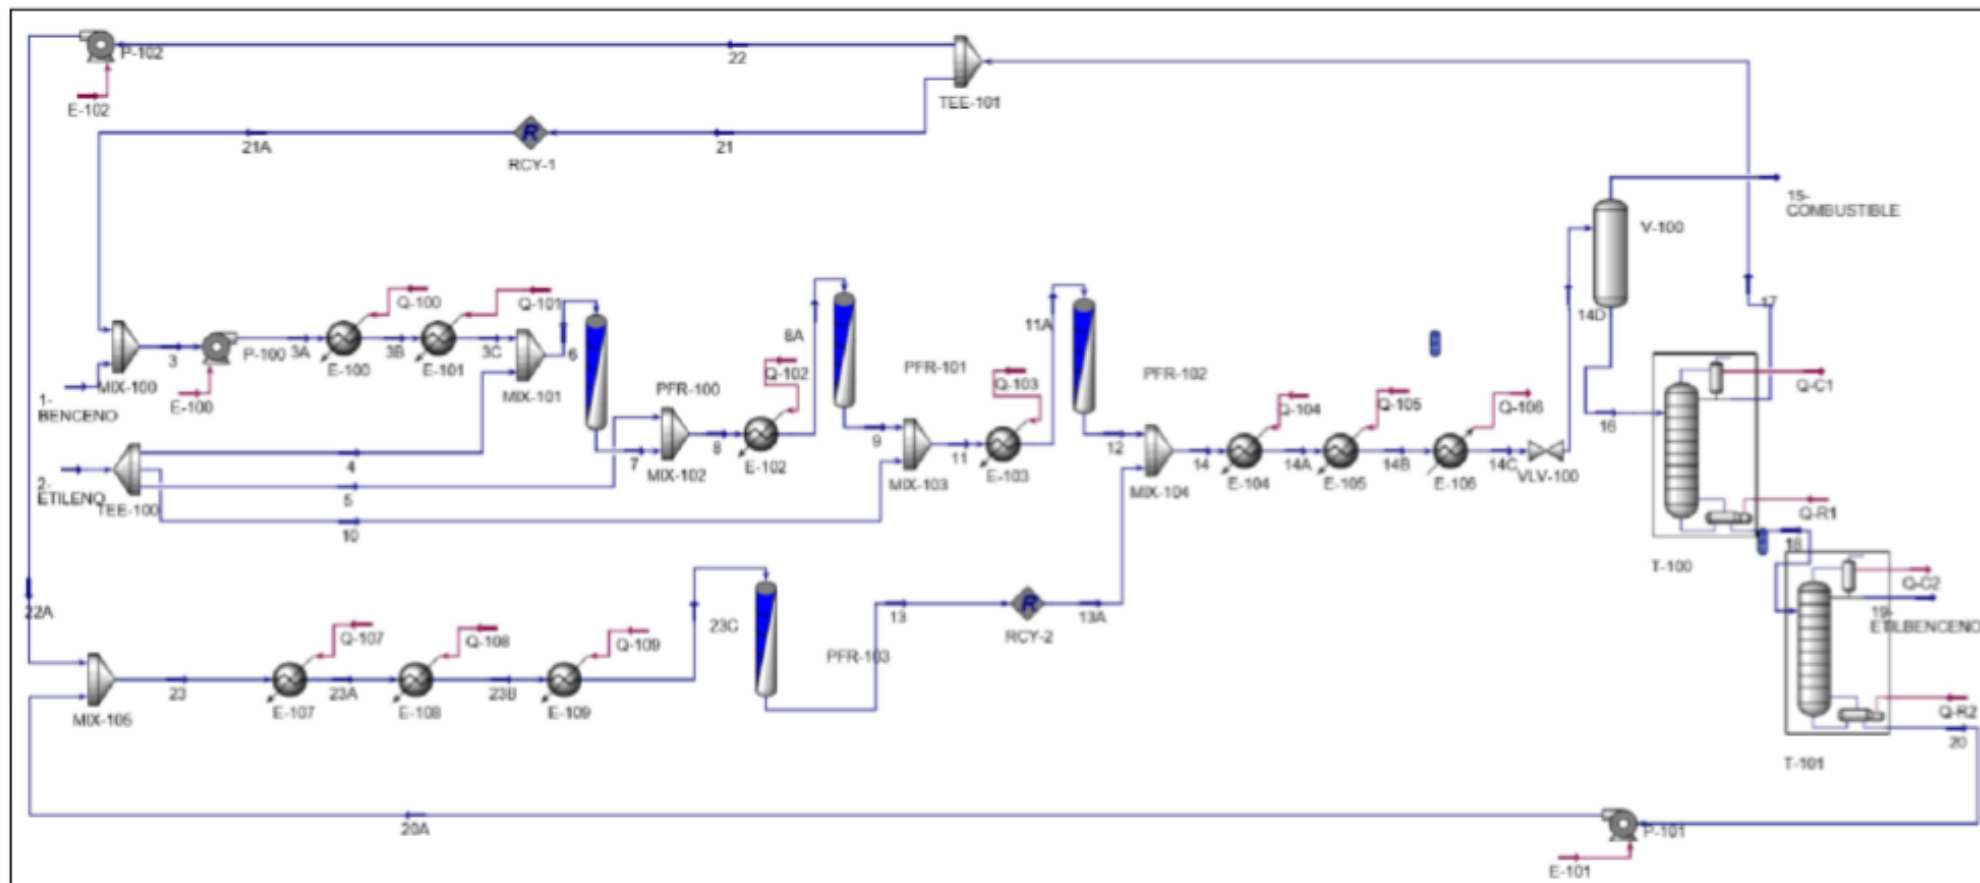 P-102
E-102
22
TEE-101
21A
RCY-1
21
15-
COMBUSTIBLE
V-100
14D
17
Q-100
Q-101
3
P-100
3A
E-100
3B
E-101
3C
6
MIX-100
E-100
MIX-101
1-
BENCENO
PFR-100
8A
Q-102
PFR-101
11A
Q-103
PFR-102
Q-104
Q-105
Q-106
Q-C1
4
5
10
2-
ETILENO
TEE-100
7
MIX-102
8
E-102
9
MIX-103
11
E-103
12
MIX-104
14
E-104
14A
E-105
14B
E-106
14C
VLV-100
16
Q-R1
18
T-100
Q-C2
19-
ETILBENCENO
22A
23
MIX-105
Q-107
E-107
23A
Q-108
E-108
23B
Q-109
E-109
23C
PFR-103
13
RCY-2
13A
Q-R2
20
T-101
20A
P-101
E-101